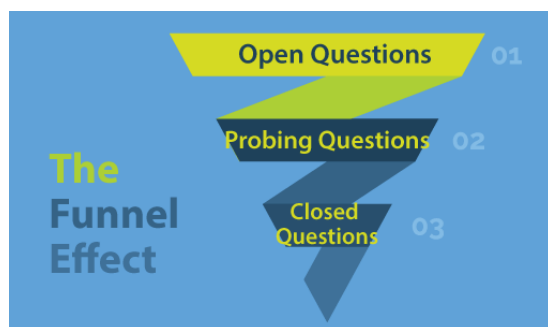 Open Questions 01
Probing Questions 02
Closed
Questions
03
The
Funnel
Effect